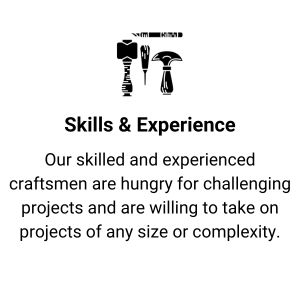 Skills & Experience
Our skilled and experienced
craftsmen are hungry for challenging
projects and are willing to take on
projects of any size or complexity.